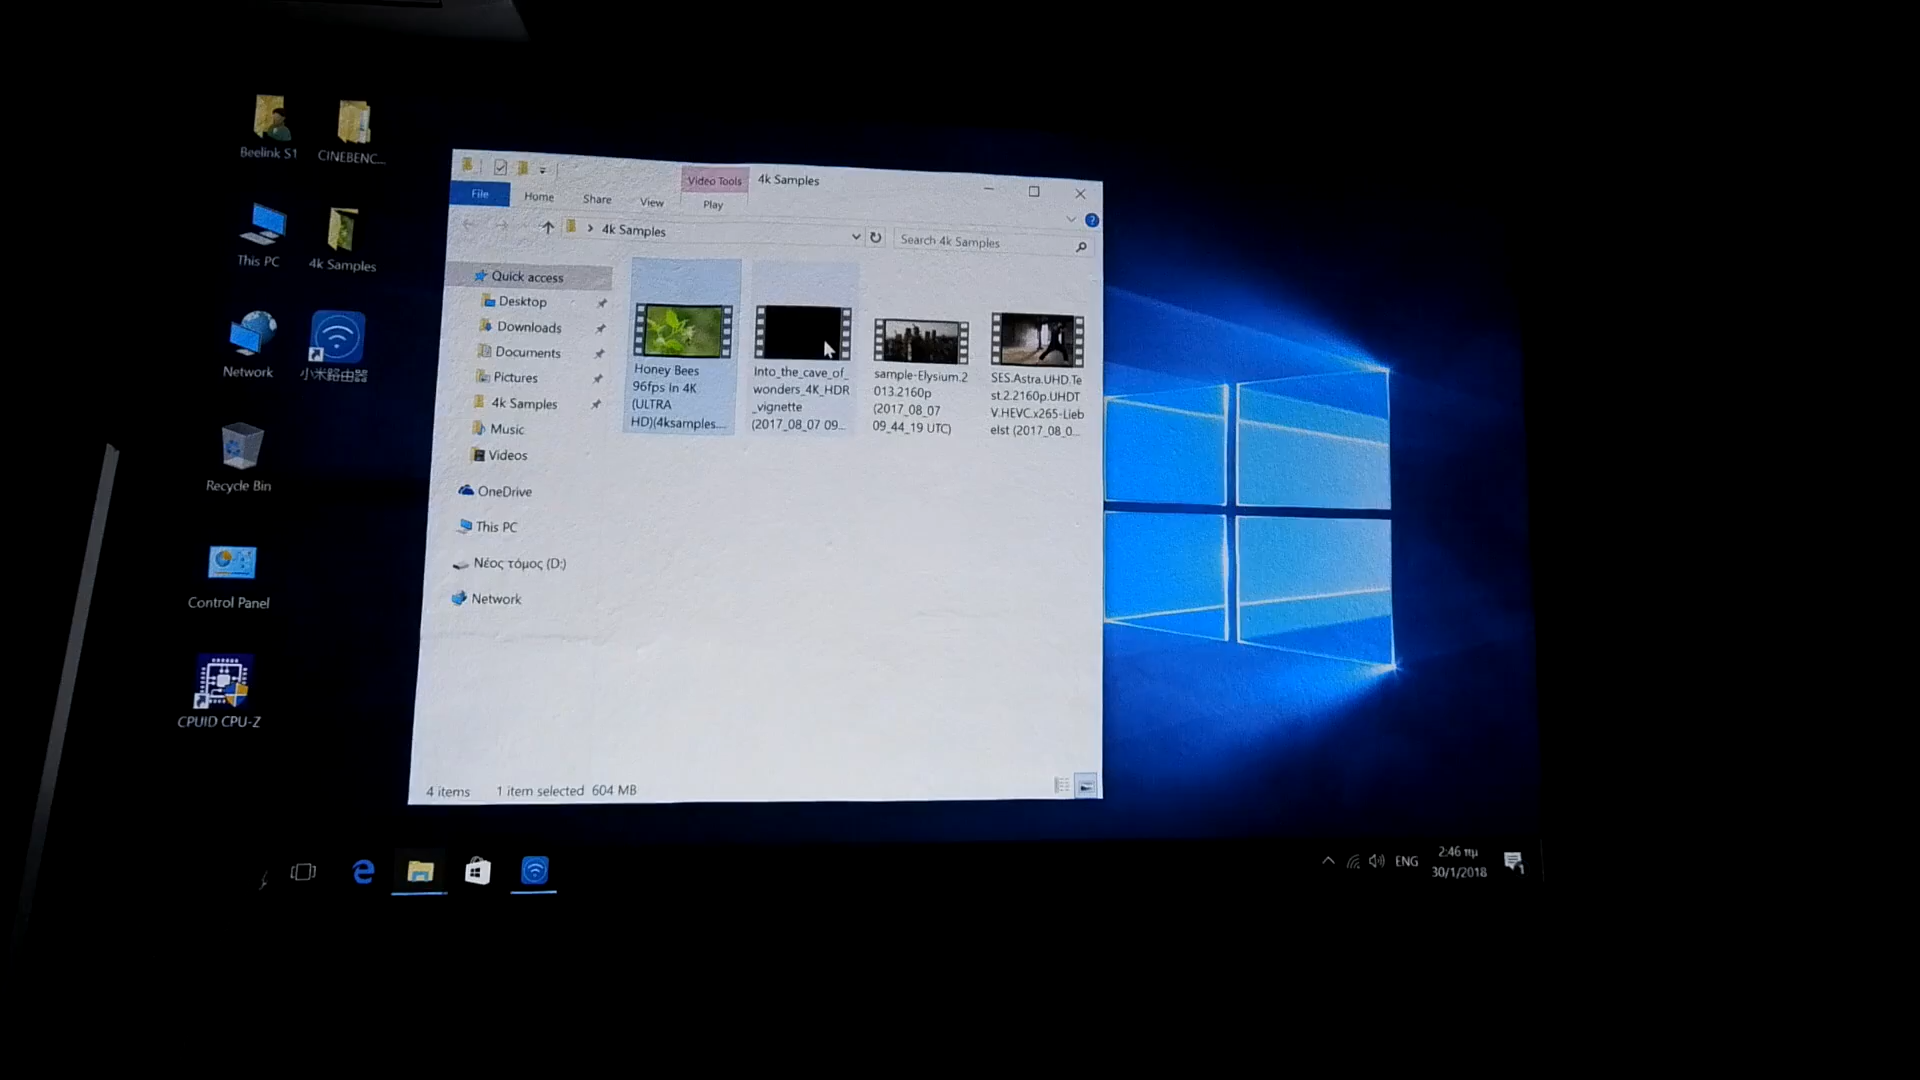 Beelink S1
CINEBENC...
This PC
4k Samples
Network
小米路由器
Recycle Bin
Control Panel
CPUID CPU-Z
Video Tools
4k Samples
File
Home
Share
View
Play
4k Samples
Search 4k Samples
Quick access
Desktop
Downloads
Documents
Pictures
4k Samples
Music
Videos
OneDrive
This PC
Νέος τόμος (D:)
Network
Honey Bees
96fps In 4K
(ULTRA
HD)(4ksamples....
Into_the_cave_of_
wonders_4K_HDR
_vignette
(2017_08_07 09...
sample-Elysium.2
013.2160p
(2017_08_07
09_44_19 UTC)
SES.Astra.UHD.Te
st.2.2160p.UHDT
V.HEVC.x265-Lieb
elst (2017_08_0...
4 items
1 item selected 604 MB
ENG
2:46 πμ
30/1/2018